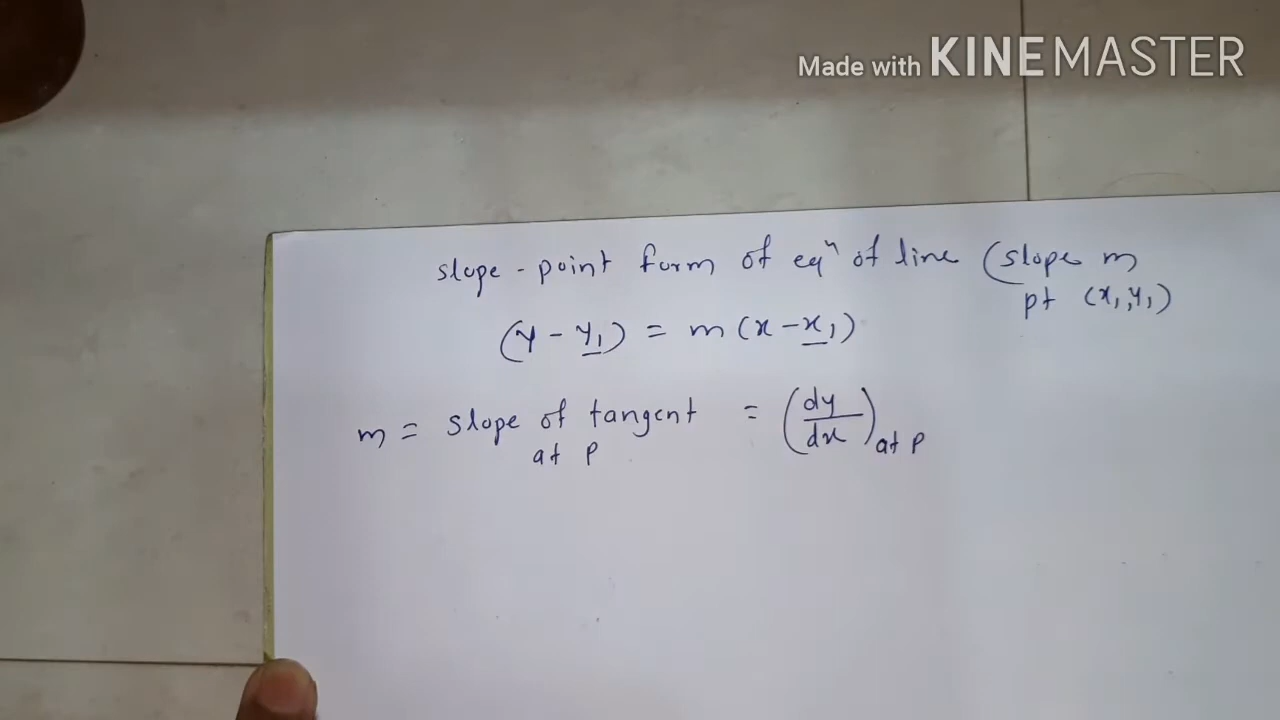 Made with KINEMASTER
slope - point form of eqⁿ of line (slope m
pt (x₁, y₁)
(y - y₁) = m (x - x₁)
m = slope of tangent = (dy/dx) at P
at P